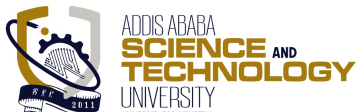 ADDIS ABABA
SCIENCE AND
TECHNOLOGY
UNIVERSITY
2011